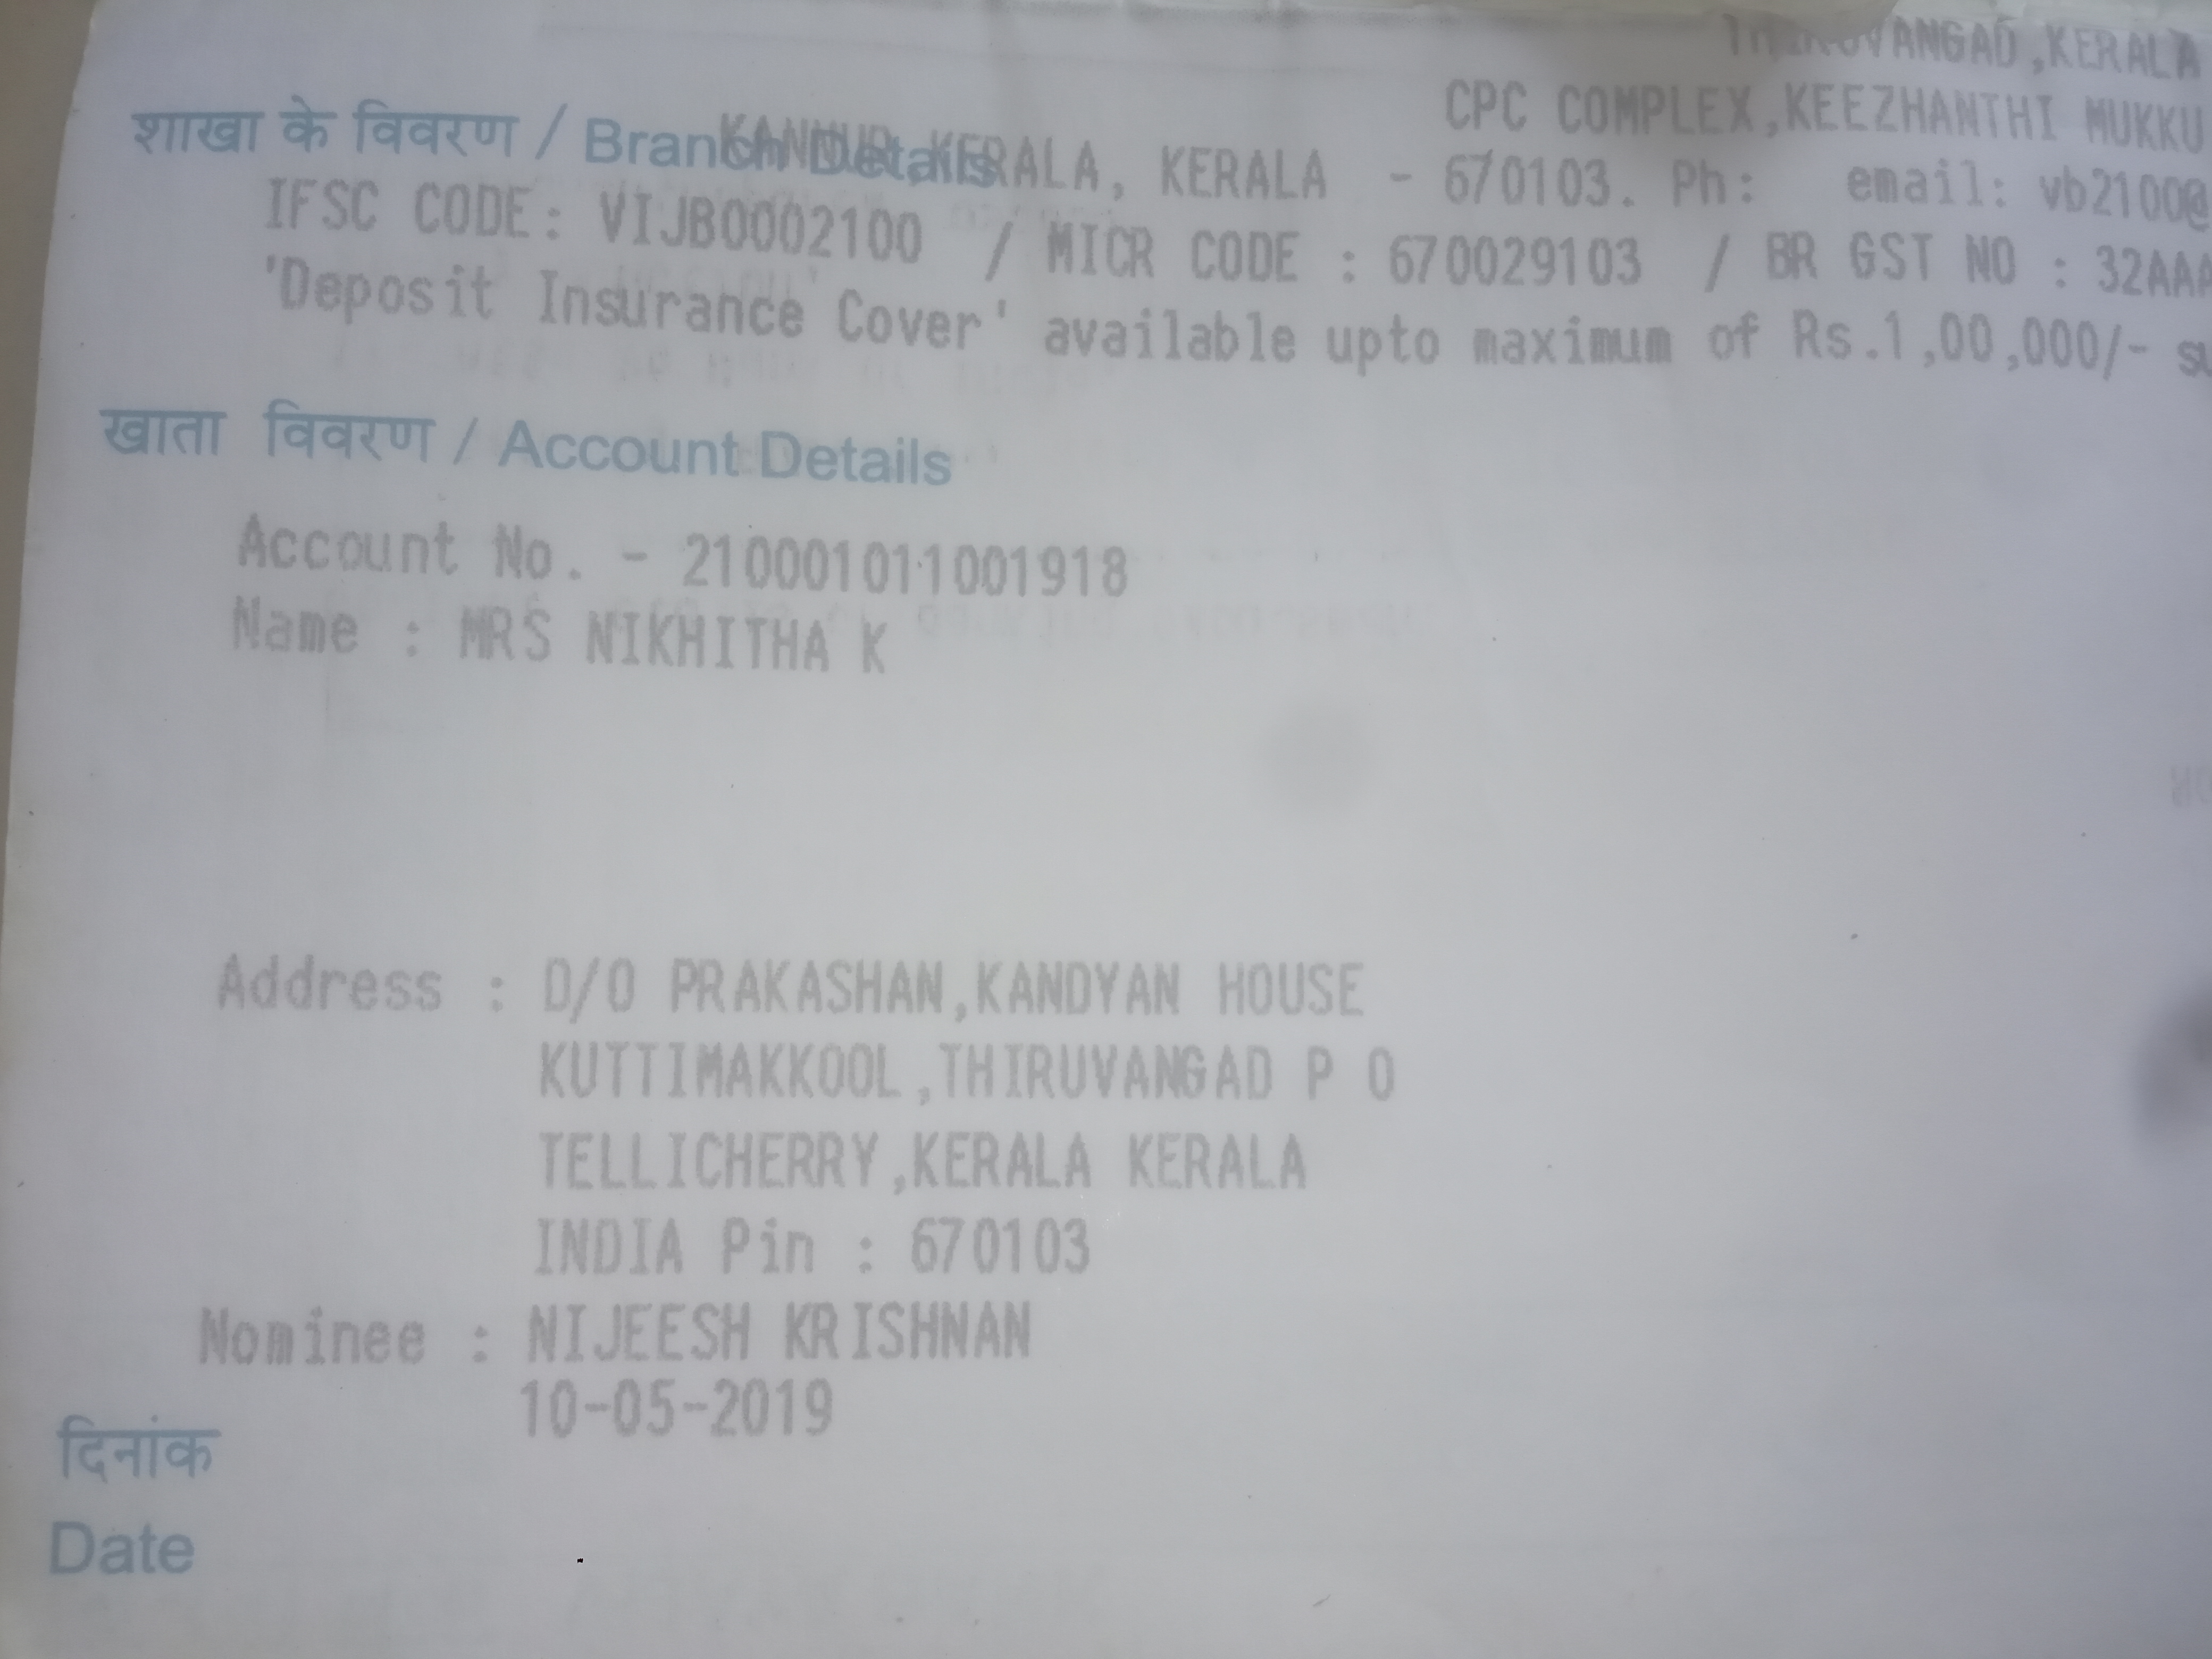 THIRUVANGAD,KERALA
CPC COMPLEX,KEEZHANTHI MUKKU
शाखा के विवरण / Branch Details
KANNUR, KERALA, KERALA - 670103. Ph: email: vb2100@
IFSC CODE: VIJB0002100 / MICR CODE : 670029103 / BR GST NO : 32AAA
'Deposit Insurance Cover' available upto maximum of Rs.1,00,000/- su
खाता विवरण / Account Details
Account No. - 210001011001918
Name : MRS NIKHITHA K
Address : D/O PRAKASHAN,KANDYAN HOUSE
KUTTIMAKKOOL,THIRUVANGAD P O
TELLICHERRY,KERALA KERALA
INDIA Pin : 670103
Nominee : NIJEESH KRISHNAN
10-05-2019
दिनांक
Date